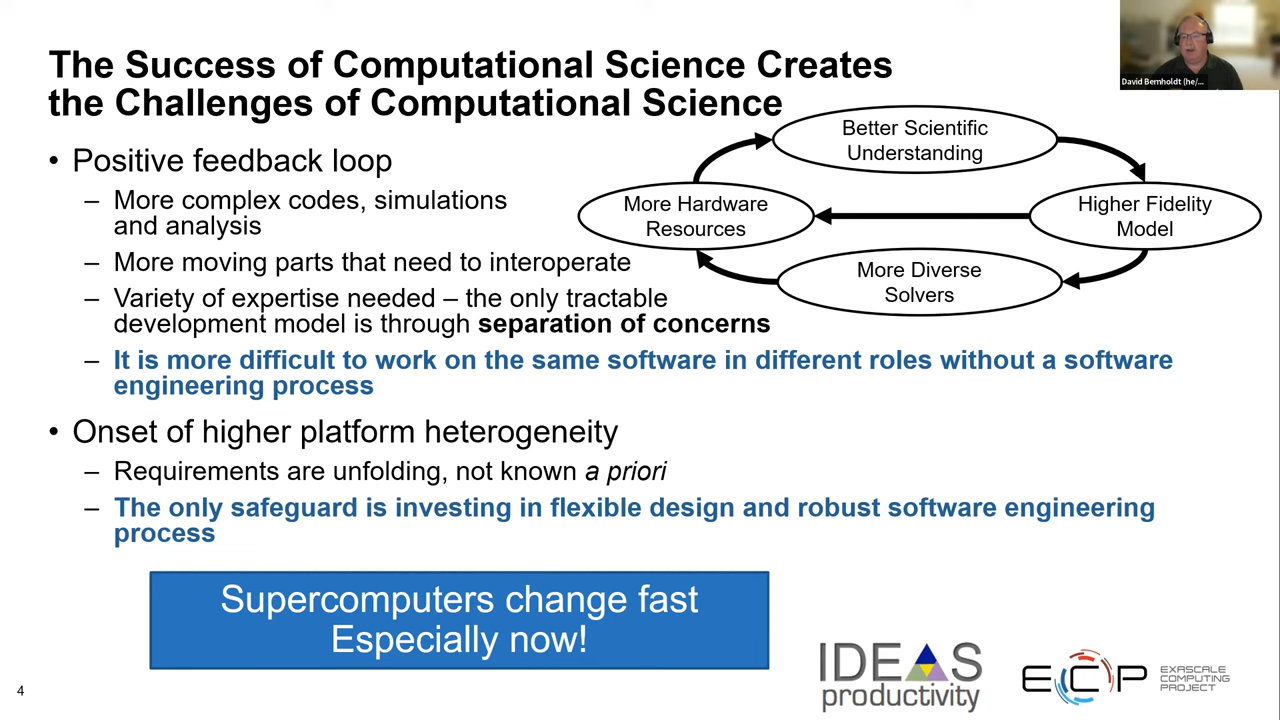 The Success of Computational Science Creates
the Challenges of Computational Science
David Bernholdt (he/...
• Positive feedback loop
– More complex codes, simulations
and analysis
– More moving parts that need to interoperate
– Variety of expertise needed – the only tractable
development model is through separation of concerns
– It is more difficult to work on the same software in different roles without a software
engineering process
Better Scientific
Understanding
More Hardware
Resources
Higher Fidelity
Model
More Diverse
Solvers
• Onset of higher platform heterogeneity
– Requirements are unfolding, not known a priori
– The only safeguard is investing in flexible design and robust software engineering
process
Supercomputers change fast
Especially now!
IDEAS
productivity
ECP
EXASCALE
COMPUTING
PROJECT
4